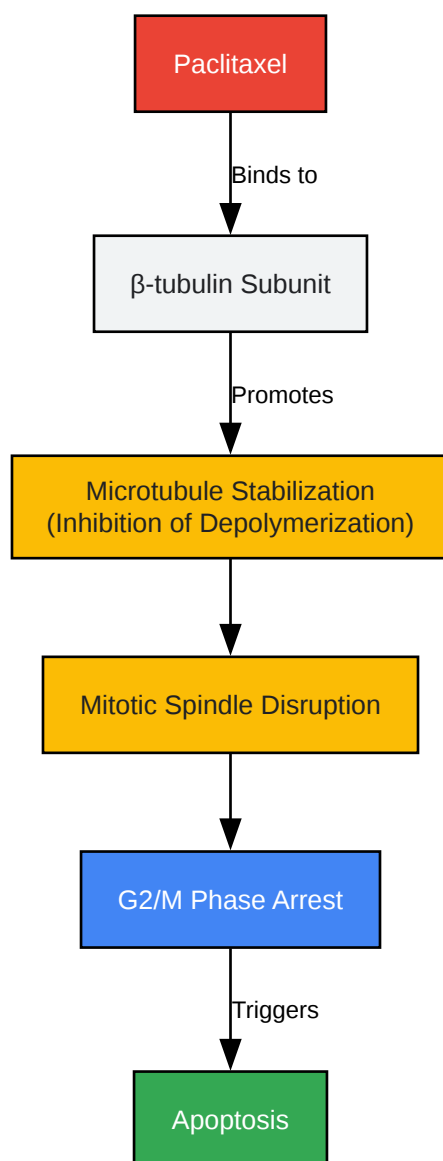 Paclitaxel
Binds to
β-tubulin Subunit
Promotes
Microtubule Stabilization
(Inhibition of Depolymerization)
Mitotic Spindle Disruption
G2/M Phase Arrest
Triggers
Apoptosis